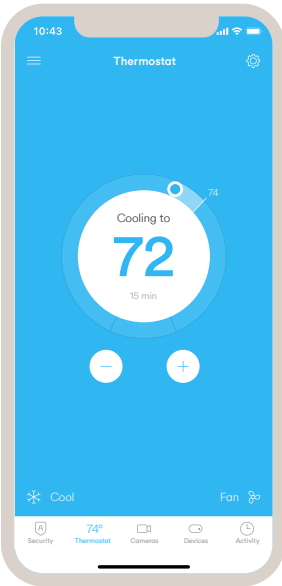 10:43
Thermostat
74
Cooling to
72
15 min
Cool
Fan
74°
Security
Thermostat
Cameras
Devices
Activity